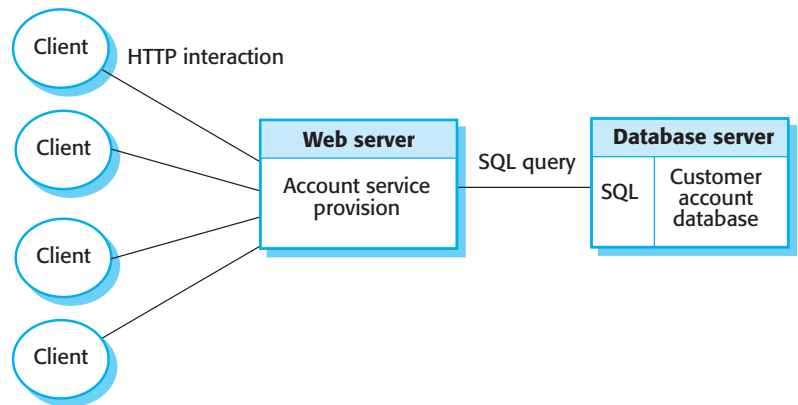 Client
HTTP interaction
Client
Client
Client
Web server
Account service
provision
SQL query
Database server
SQL
Customer
account
database